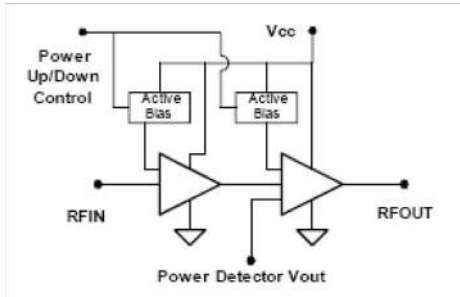 Vcc
Power
Up/Down
Control
Active
Bias
Active
Bias
RFIN
RFOUT
Power Detector Vout